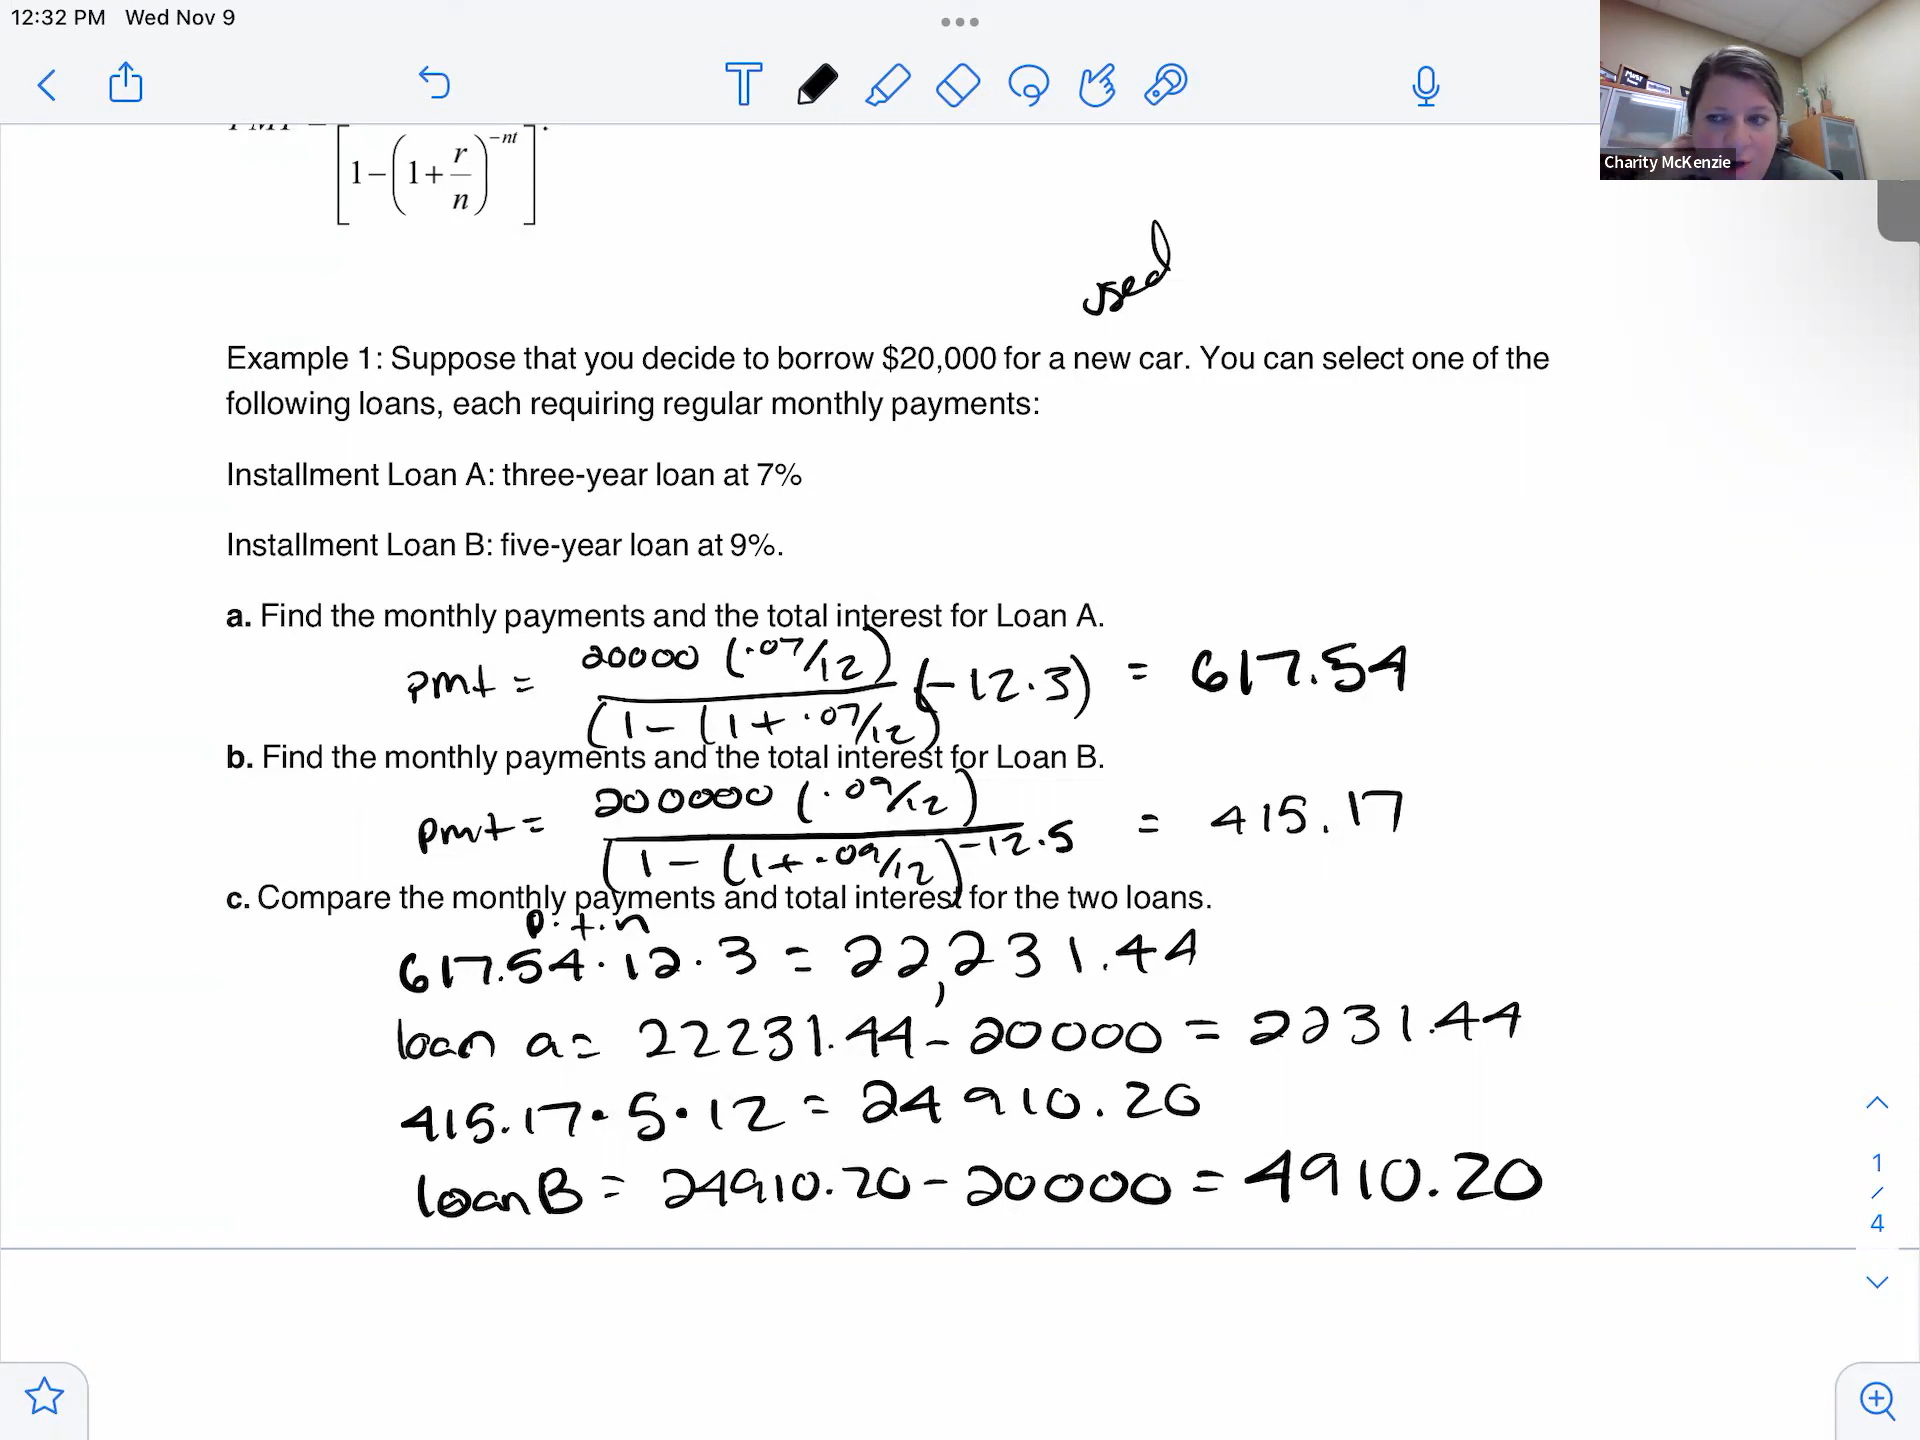 12:32 PM Wed Nov 9
Charity McKenzie
PMT =
[1-(1+r/n)^-nt].
used
Example 1: Suppose that you decide to borrow $20,000 for a new car. You can select one of the
following loans, each requiring regular monthly payments:
Installment Loan A: three-year loan at 7%
Installment Loan B: five-year loan at 9%.
a. Find the monthly payments and the total interest for Loan A.
pmt = 20000 (.07/12) / (1 - (1 + .07/12)(-12.3) = 617.54
b. Find the monthly payments and the total interest for Loan B.
pmt = 200000 (.09/12) / (1 - (1+.09/12)^-12.5 = 415.17
c. Compare the monthly payments and total interest for the two loans.
p. t. n
617.54 · 12 · 3 = 22,231.44
loan a = 22231.44 - 20000 = 2231.44
415.17 · 5 · 12 = 24910.20
loan B = 24910.20 - 20000 = 4910.20
1
/
4